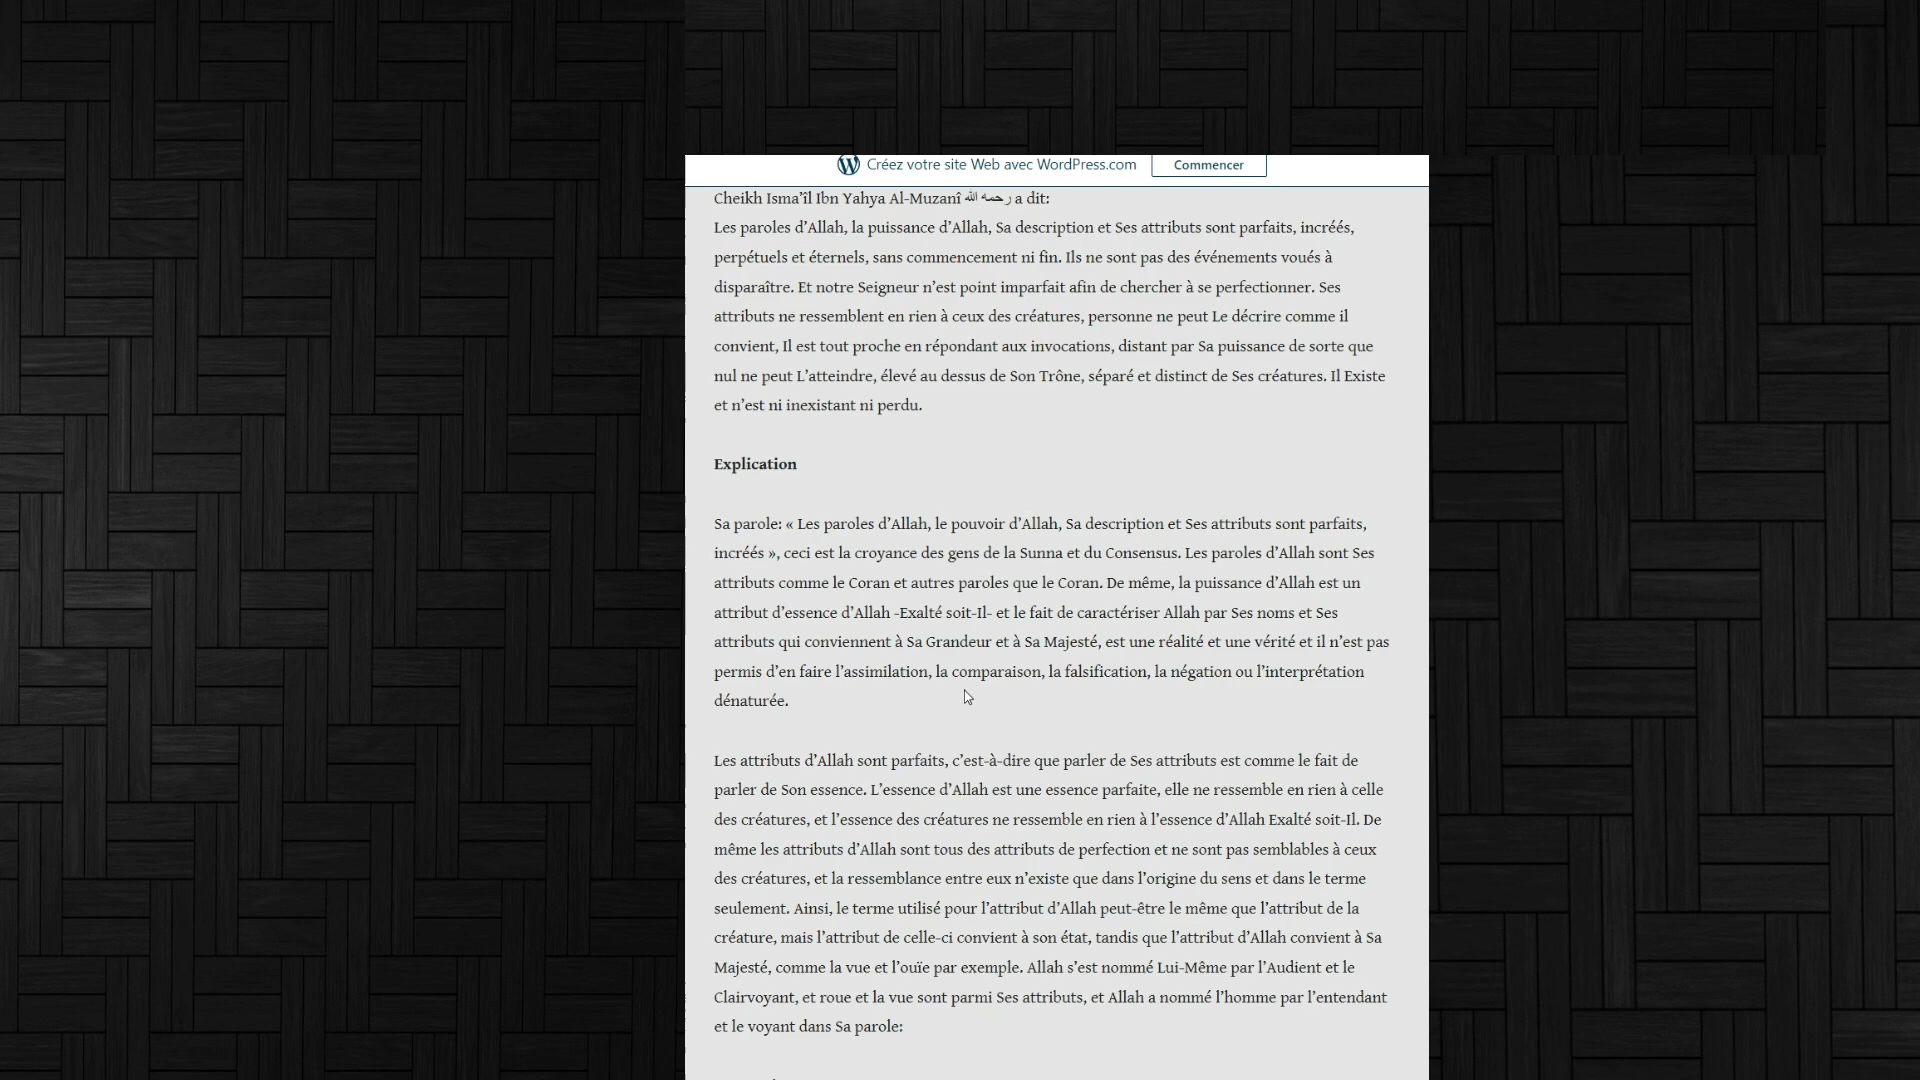 Créez votre site Web avec WordPress.com
Commencer
Cheikh Isma’îl Ibn Yahya Al-Muzanî رحمه الله a dit:
Les paroles d’Allah, la puissance d’Allah, Sa description et Ses attributs sont parfaits, incréés,
perpétuels et éternels, sans commencement ni fin. Ils ne sont pas des événements voués à
disparaître. Et notre Seigneur n’est point imparfait afin de chercher à se perfectionner. Ses
attributs ne ressemblent en rien à ceux des créatures, personne ne peut Le décrire comme il
convient, Il est tout proche en répondant aux invocations, distant par Sa puissance de sorte que
nul ne peut L’atteindre, élevé au dessus de Son Trône, séparé et distinct de Ses créatures. Il Existe
et n’est ni inexistant ni perdu.
Explication
Sa parole: « Les paroles d’Allah, le pouvoir d’Allah, Sa description et Ses attributs sont parfaits,
incréés », ceci est la croyance des gens de la Sunna et du Consensus. Les paroles d’Allah sont Ses
attributs comme le Coran et autres paroles que le Coran. De même, la puissance d’Allah est un
attribut d’essence d’Allah -Exalté soit-Il- et le fait de caractériser Allah par Ses noms et Ses
attributs qui conviennent à Sa Grandeur et à Sa Majesté, est une réalité et une vérité et il n’est pas
permis d’en faire l’assimilation, la comparaison, la falsification, la négation ou l’interprétation
dénaturée.
Les attributs d’Allah sont parfaits, c’est-à-dire que parler de Ses attributs est comme le fait de
parler de Son essence. L’essence d’Allah est une essence parfaite, elle ne ressemble en rien à celle
des créatures, et l’essence des créatures ne ressemble en rien à l’essence d’Allah Exalté soit-Il. De
même les attributs d’Allah sont tous des attributs de perfection et ne sont pas semblables à ceux
des créatures, et la ressemblance entre eux n’existe que dans l’origine du sens et dans le terme
seulement. Ainsi, le terme utilisé pour l’attribut d’Allah peut-être le même que l’attribut de la
créature, mais l’attribut de celle-ci convient à son état, tandis que l’attribut d’Allah convient à Sa
Majesté, comme la vue et l’ouïe par exemple. Allah s’est nommé Lui-Même par l’Audient et le
Clairvoyant, et roue et la vue sont parmi Ses attributs, et Allah a nommé l’homme par l’entendant
et le voyant dans Sa parole: